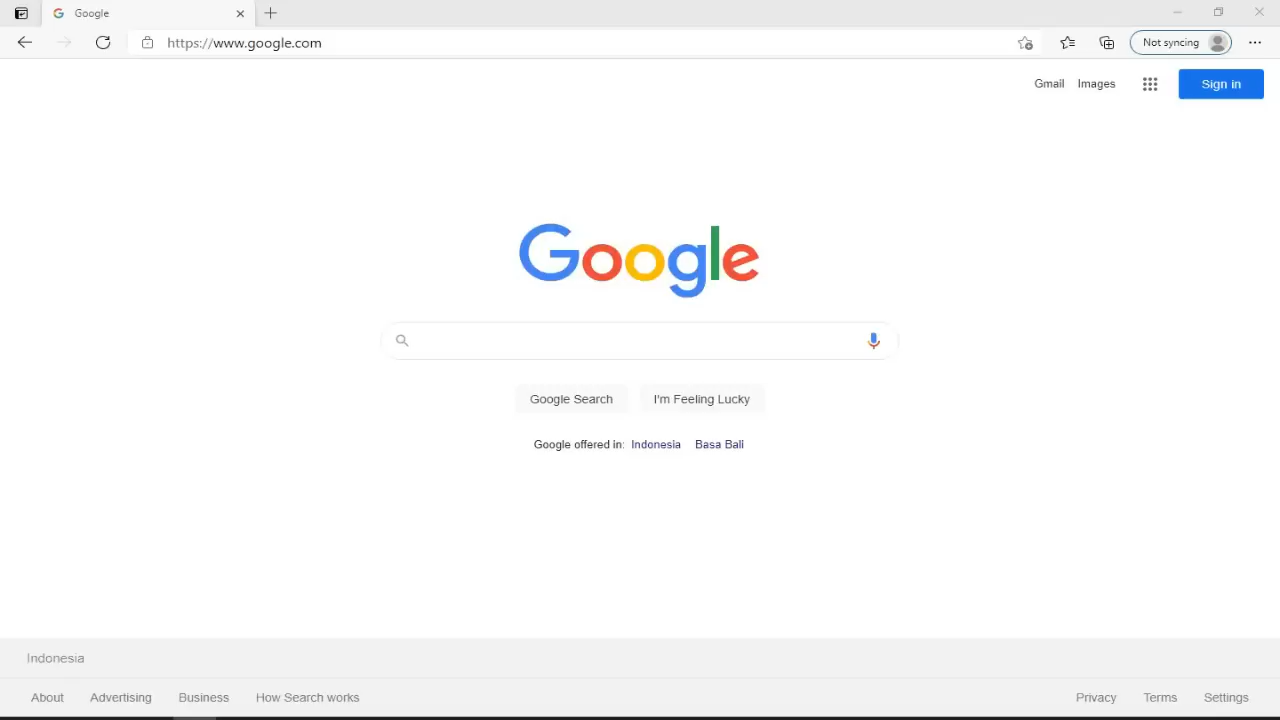 Google
https://www.google.com
Not syncing
Gmail Images
Sign in
Google
Google Search
I'm Feeling Lucky
Google offered in: Indonesia Basa Bali
Indonesia
About Advertising Business How Search works
Privacy Terms Settings